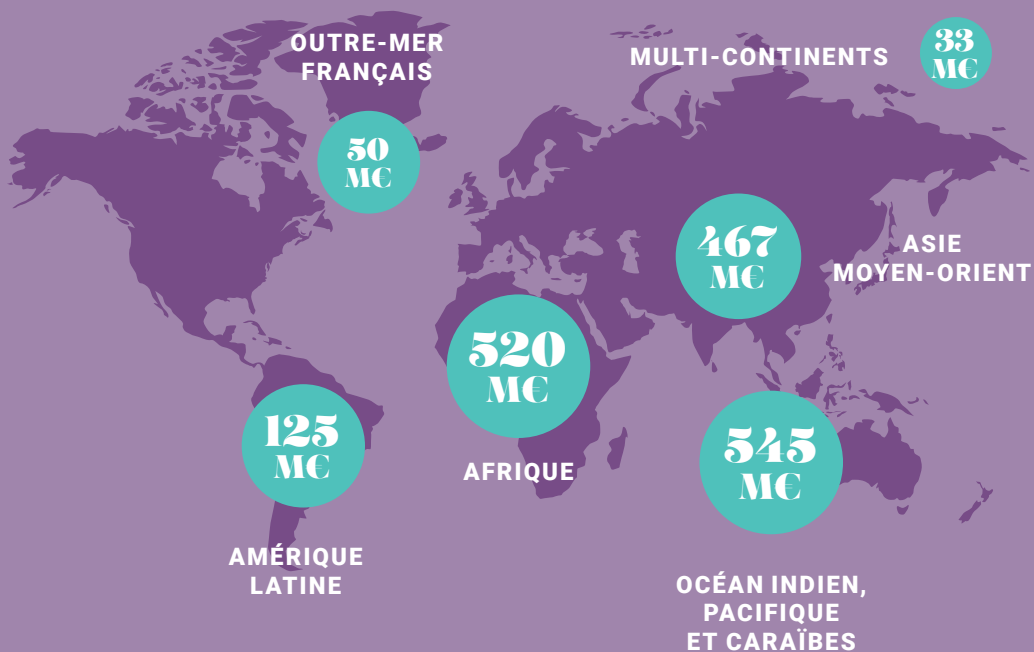 OUTRE-MER
FRANÇAIS
50
M€
MULTI-CONTINENTS
33
M€
467
M€
ASIE
MOYEN-ORIENT
520
M€
AFRIQUE
125
M€
AMÉRIQUE
LATINE
545
M€
OCÉAN INDIEN,
PACIFIQUE
ET CARAÏBES